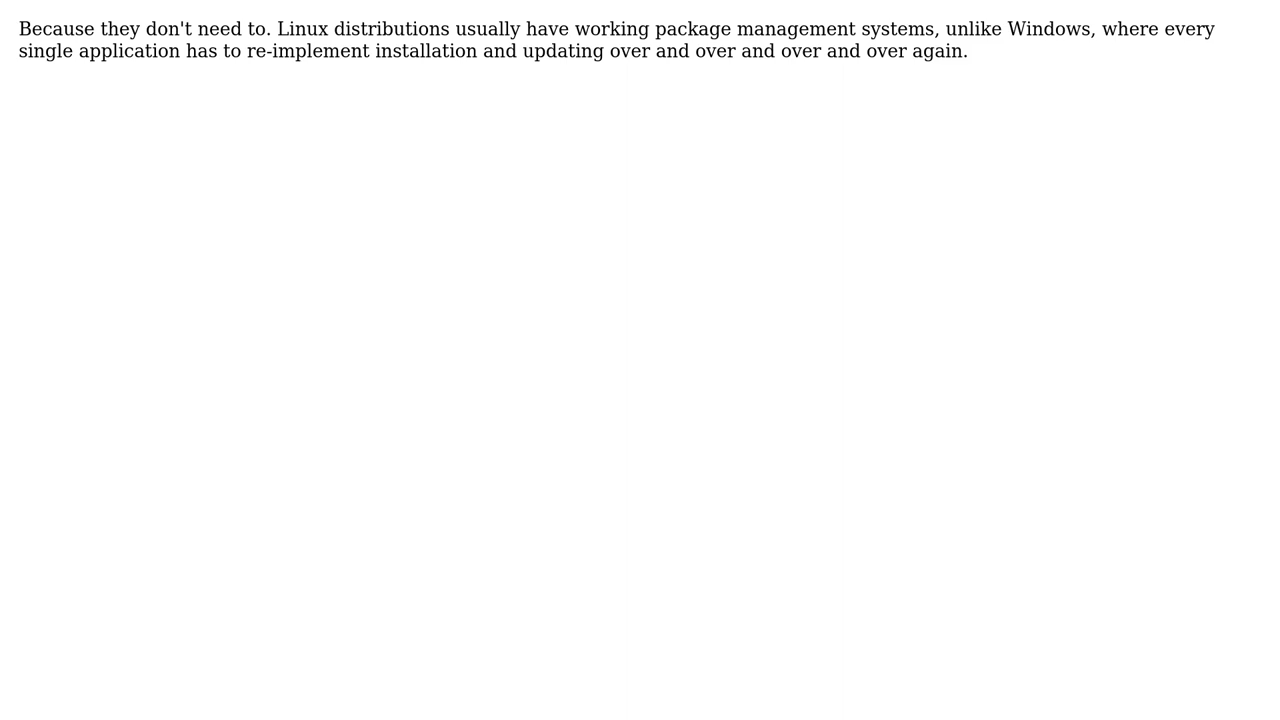 Because they don't need to. Linux distributions usually have working package management systems, unlike Windows, where every
single application has to re-implement installation and updating over and over and over and over again.